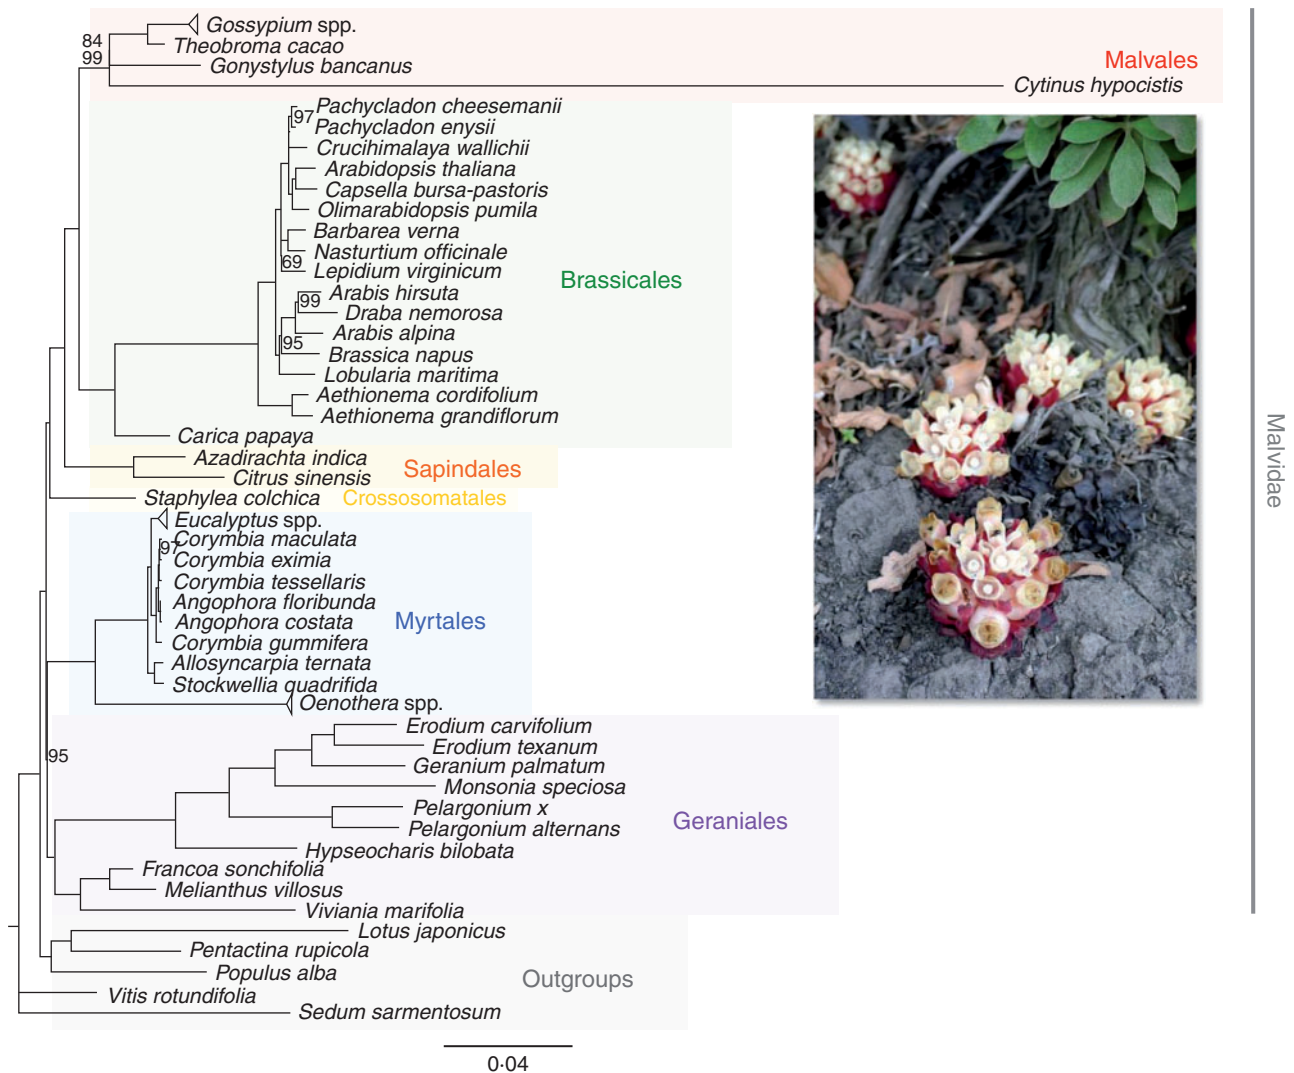 Gossypium spp.
84
Theobroma cacao
99
Gonystylus bancanus
Malvales
Cytinus hypocistis
Pachycladon cheesemanii
97
Pachycladon enysii
Crucihimalaya wallichii
Arabidopsis thaliana
Capsella bursa-pastoris
Olimarabidopsis pumila
Barbarea verna
Nasturtium officinale
69
Lepidium virginicum
Brassicales
Arabis hirsuta
99
Draba nemorosa
Arabis alpina
95
Brassica napus
Lobularia maritima
Aethionema cordifolium
Aethionema grandiflorum
Carica papaya
Azadirachta indica
Sapindales
Citrus sinensis
Staphylea colchica
Crossosomatales
Malvidae
Eucalyptus spp.
Corymbia maculata
97
Corymbia eximia
Corymbia tessellaris
Angophora floribunda
Angophora costata
Myrtales
Corymbia gummifera
Allosyncarpia ternata
Stockwellia quadrifida
Oenothera spp.
Erodium carvifolium
Erodium texanum
95
Geranium palmatum
Monsonia speciosa
Pelargonium x
Geraniales
Pelargonium alternans
Hypseocharis bilobata
Francoa sonchifolia
Melianthus villosus
Viviania marifolia
Lotus japonicus
Pentactina rupicola
Populus alba
Outgroups
Vitis rotundifolia
Sedum sarmentosum
0·04